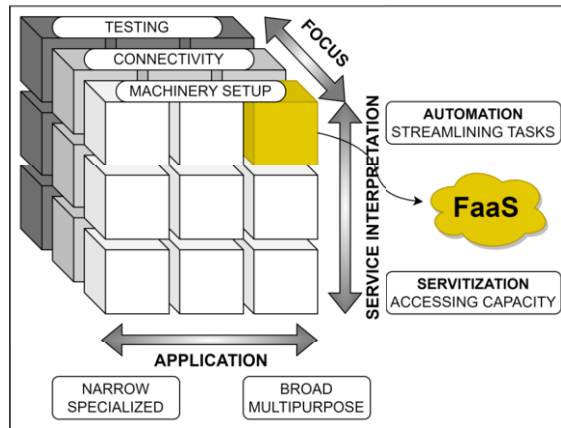 TESTING
CONNECTIVITY
MACHINERY SETUP
FOCUS
SERVICE INTERPRETATION
AUTOMATION
STREAMLINING TASKS
FaaS
SERVITIZATION
ACCESSING CAPACITY
APPLICATION
NARROW
SPECIALIZED
BROAD
MULTIPURPOSE